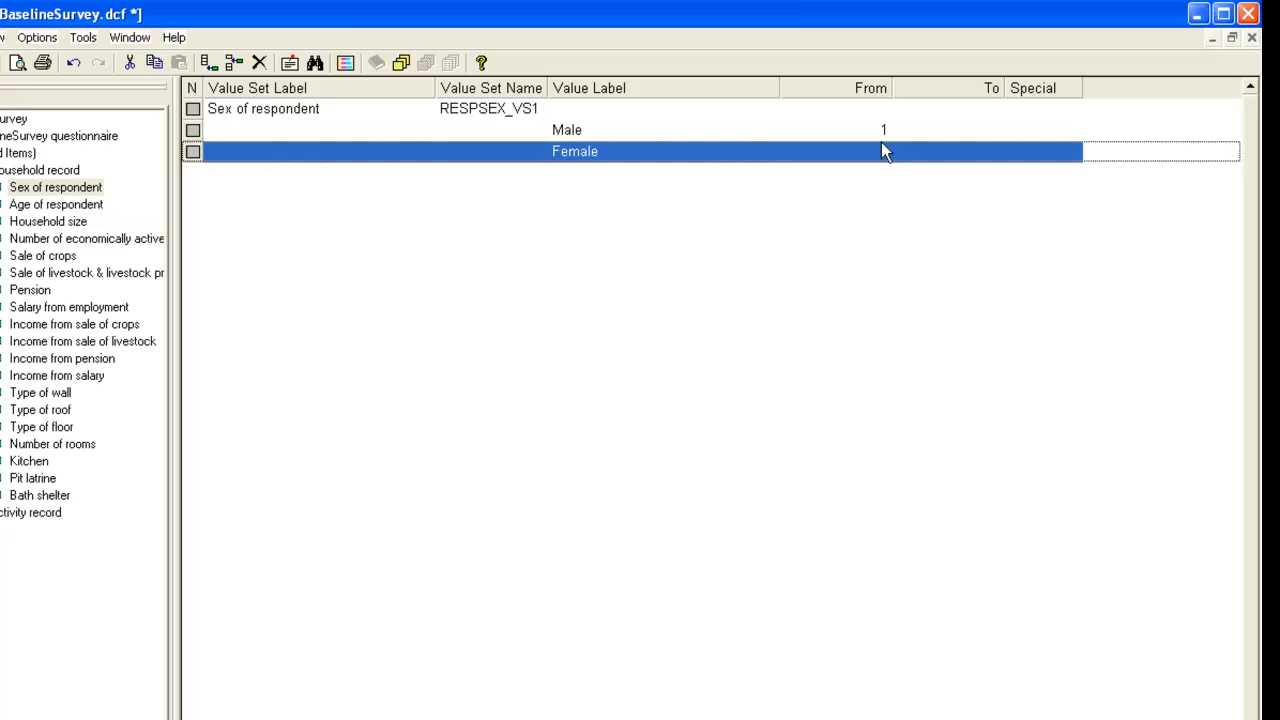 BaselineSurvey.dcf *]
w Options Tools Window Help
N Value Set Label Value Set Name Value Label From To Special
Sex of respondent RESPSEX_VS1
Male 1
Female
urvey
neSurvey questionnaire
d Items)
ousehold record
Sex of respondent
Age of respondent
Household size
Number of economically active
Sale of crops
Sale of livestock & livestock pr
Pension
Salary from employment
Income from sale of crops
Income from sale of livestock
Income from pension
Income from salary
Type of wall
Type of roof
Type of floor
Number of rooms
Kitchen
Pit latrine
Bath shelter
ctivity record